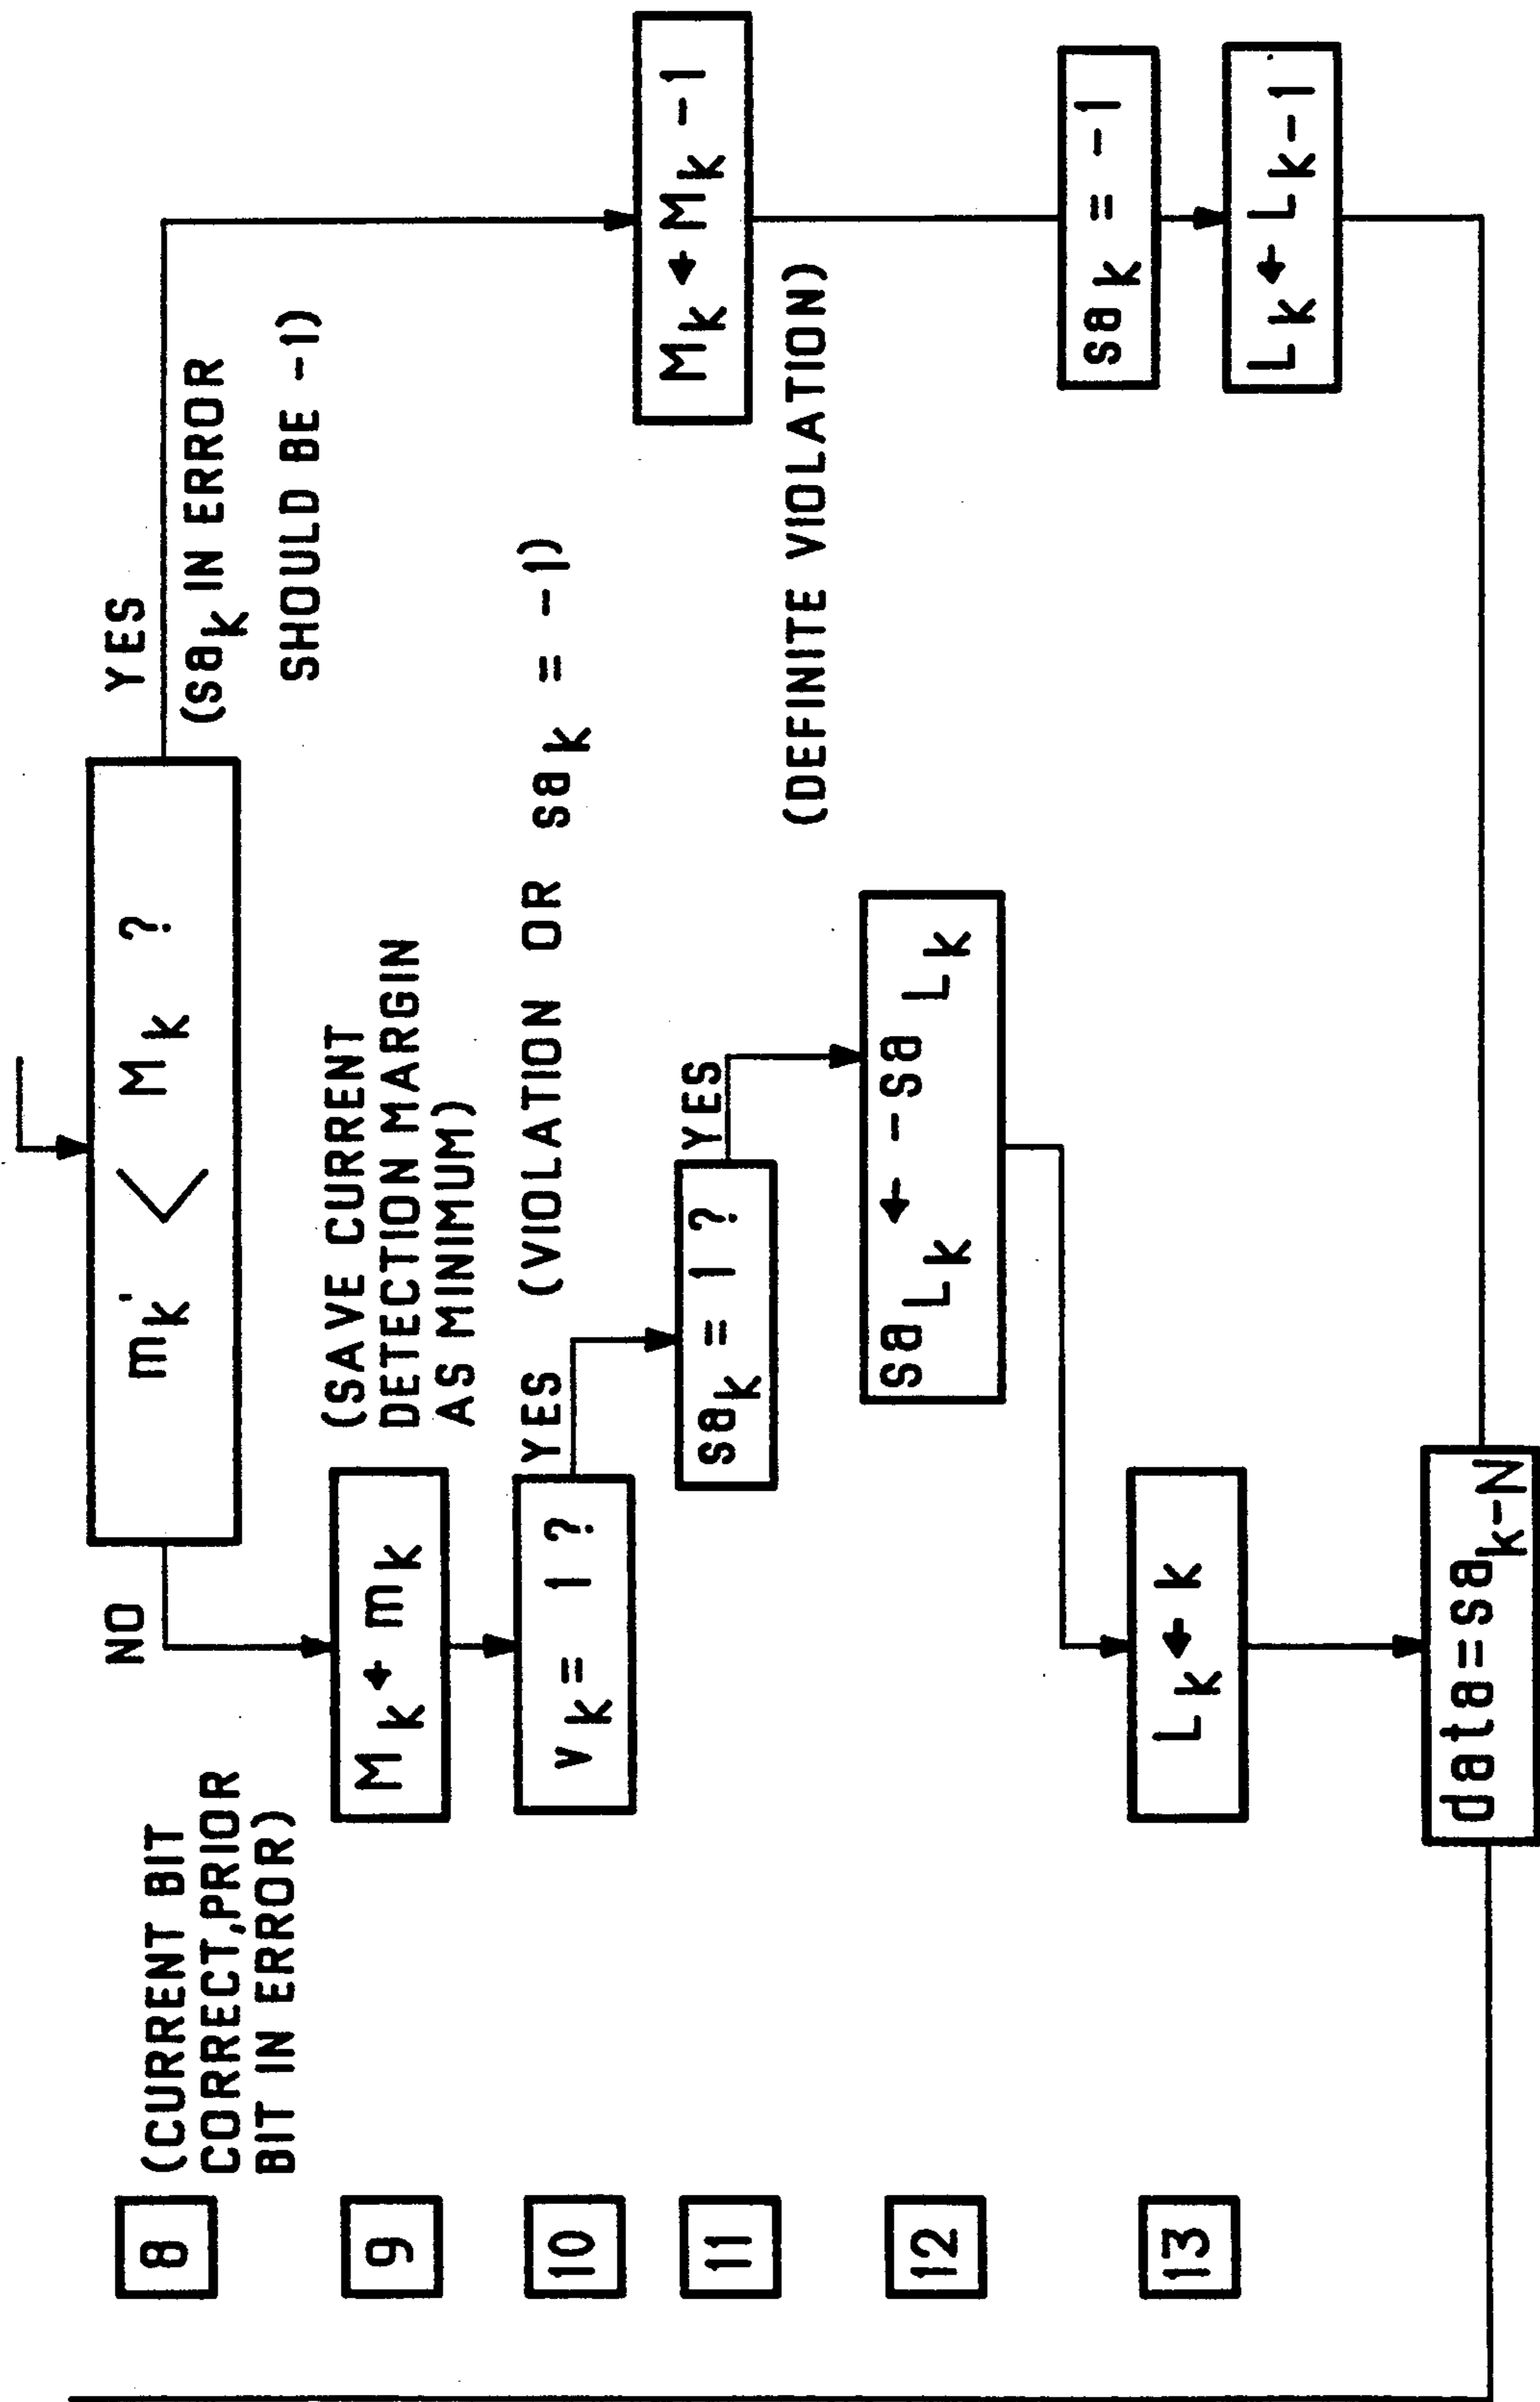 8
(CURRENT BIT
CORRECT,PRIOR
BIT IN ERROR)
NO
mk' < Mk ?
YES
(sak IN ERROR
SHOULD BE -1)
9
Mk ← mk
(SAVE CURRENT
DETECTION MARGIN
AS MINIMUM)
10
vk = 1 ?
YES
(VIOLATION OR sak = -1)
11
sak = 1 ?
YES
Mk ← Mk-1
(DEFINITE VIOLATION)
12
saLk ← -saLk
13
Lk ← k
sak = -1
Lk ← Lk-1
data=sak-N